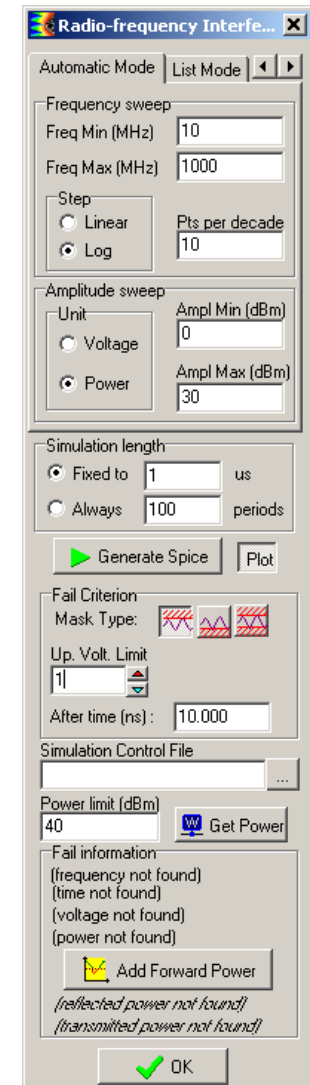 Radio-frequency Interfe...
Automatic Mode List Mode
Frequency sweep
Freq Min (MHz) 10
Freq Max (MHz) 1000
Step
Linear Pts per decade
Log 10
Amplitude sweep
Unit Ampl Min (dBm)
Voltage 0
Power Ampl Max (dBm)
30
Simulation length
Fixed to 1 us
Always 100 periods
Generate Spice Plot
Fail Criterion
Mask Type:
Up. Volt. Limit
1
After time (ns) : 10.000
Simulation Control File
...
Power limit (dBm)
40 W Get Power
Fail information
(frequency not found)
(time not found)
(voltage not found)
(power not found)
Add Forward Power
(reflected power not found)
(transmitted power not found)
OK